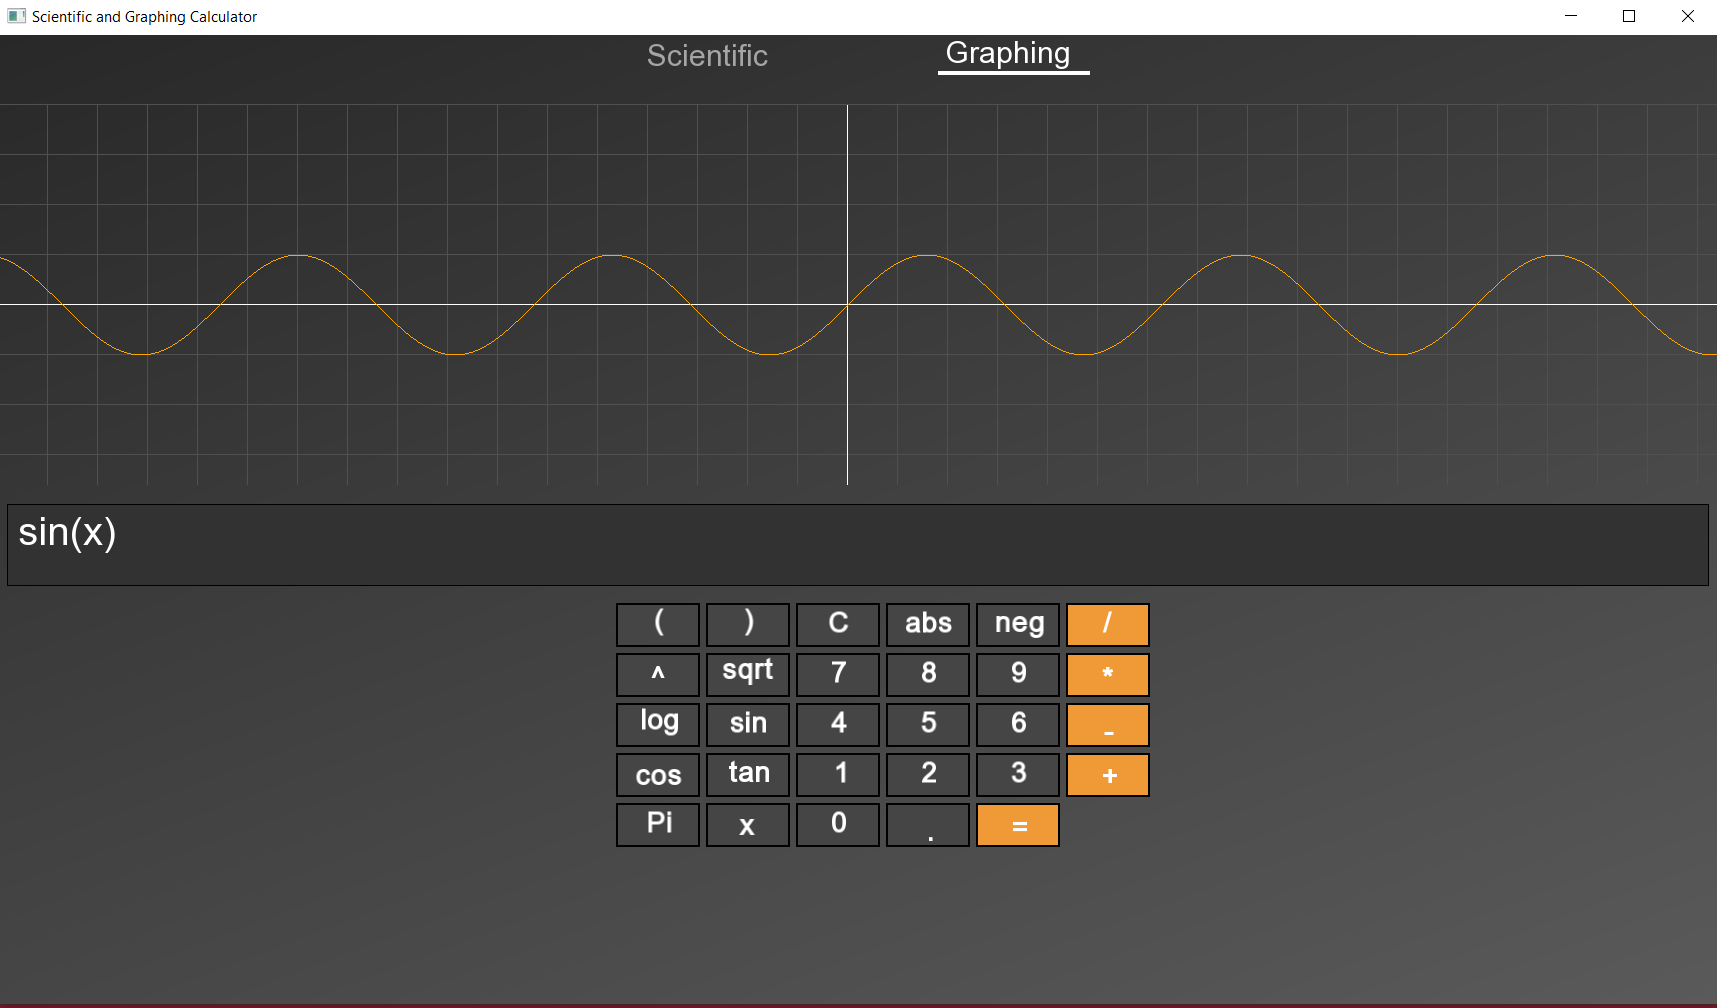 Scientific and Graphing Calculator
Scientific Graphing
sin(x)
( ) C abs neg /
^ sqrt 7 8 9 *
log sin 4 5 6 -
cos tan 1 2 3 +
Pi x 0 . =